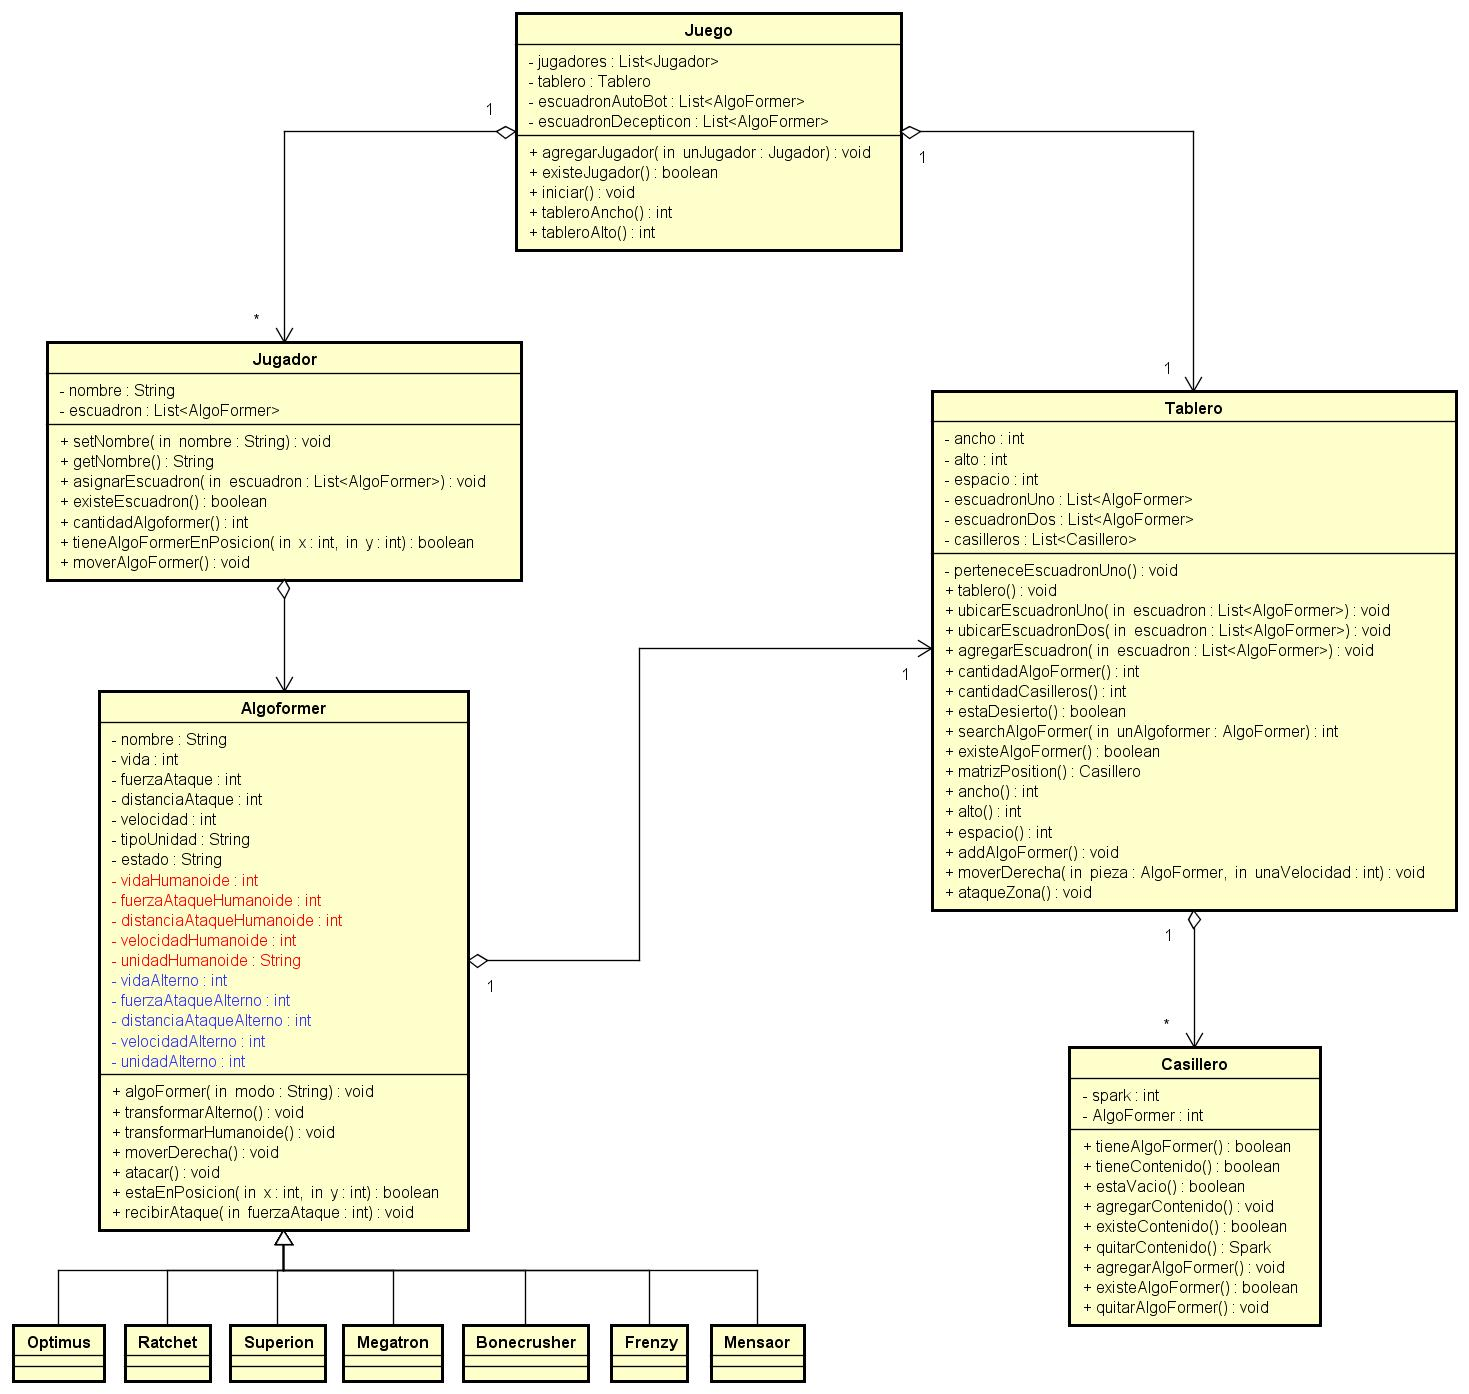 Juego
- jugadores : List<Jugador>
- tablero : Tablero
- escuadronAutoBot : List<AlgoFormer>
- escuadronDecepticon : List<AlgoFormer>
+ agregarJugador( in unJugador : Jugador) : void
+ existeJugador() : boolean
+ iniciar() : void
+ tableroAncho() : int
+ tableroAlto() : int
1
1
*
1
Jugador
- nombre : String
- escuadron : List<AlgoFormer>
+ setNombre( in nombre : String) : void
+ getNombre() : String
+ asignarEscuadron( in escuadron : List<AlgoFormer>) : void
+ existeEscuadron() : boolean
+ cantidadAlgoformer() : int
+ tieneAlgoFormerEnPosicion( in x : int, in y : int) : boolean
+ moverAlgoFormer() : void
Tablero
- ancho : int
- alto : int
- espacio : int
- escuadronUno : List<AlgoFormer>
- escuadronDos : List<AlgoFormer>
- casilleros : List<Casillero>
- perteneceEscuadronUno() : void
+ tablero() : void
+ ubicarEscuadronUno( in escuadron : List<AlgoFormer>) : void
+ ubicarEscuadronDos( in escuadron : List<AlgoFormer>) : void
+ agregarEscuadron( in escuadron : List<AlgoFormer>) : void
+ cantidadAlgoFormer() : int
+ cantidadCasilleros() : int
+ estaDesierto() : boolean
+ searchAlgoFormer( in unAlgoformer : AlgoFormer) : int
+ existeAlgoFormer() : boolean
+ matrizPosition() : Casillero
+ ancho() : int
+ alto() : int
+ espacio() : int
+ addAlgoFormer() : void
+ moverDerecha( in pieza : AlgoFormer, in unaVelocidad : int) : void
+ ataqueZona() : void
1
Algoformer
- nombre : String
- vida : int
- fuerzaAtaque : int
- distanciaAtaque : int
- velocidad : int
- tipoUnidad : String
- estado : String
- vidaHumanoide : int
- fuerzaAtaqueHumanoide : int
- distanciaAtaqueHumanoide : int
- velocidadHumanoide : int
- unidadHumanoide : String
- vidaAlterno : int
- fuerzaAtaqueAlterno : int
- distanciaAtaqueAlterno : int
- velocidadAlterno : int
- unidadAlterno : int
+ algoFormer( in modo : String) : void
+ transformarAlterno() : void
+ transformarHumanoide() : void
+ moverDerecha() : void
+ atacar() : void
+ estaEnPosicion( in x : int, in y : int) : boolean
+ recibirAtaque( in fuerzaAtaque : int) : void
1
1
*
Casillero
- spark : int
- AlgoFormer : int
+ tieneAlgoFormer() : boolean
+ tieneContenido() : boolean
+ estaVacio() : boolean
+ agregarContenido() : void
+ existeContenido() : boolean
+ quitarContenido() : Spark
+ agregarAlgoFormer() : void
+ existeAlgoFormer() : boolean
+ quitarAlgoFormer() : void
Optimus
Ratchet
Superion
Megatron
Bonecrusher
Frenzy
Mensaor